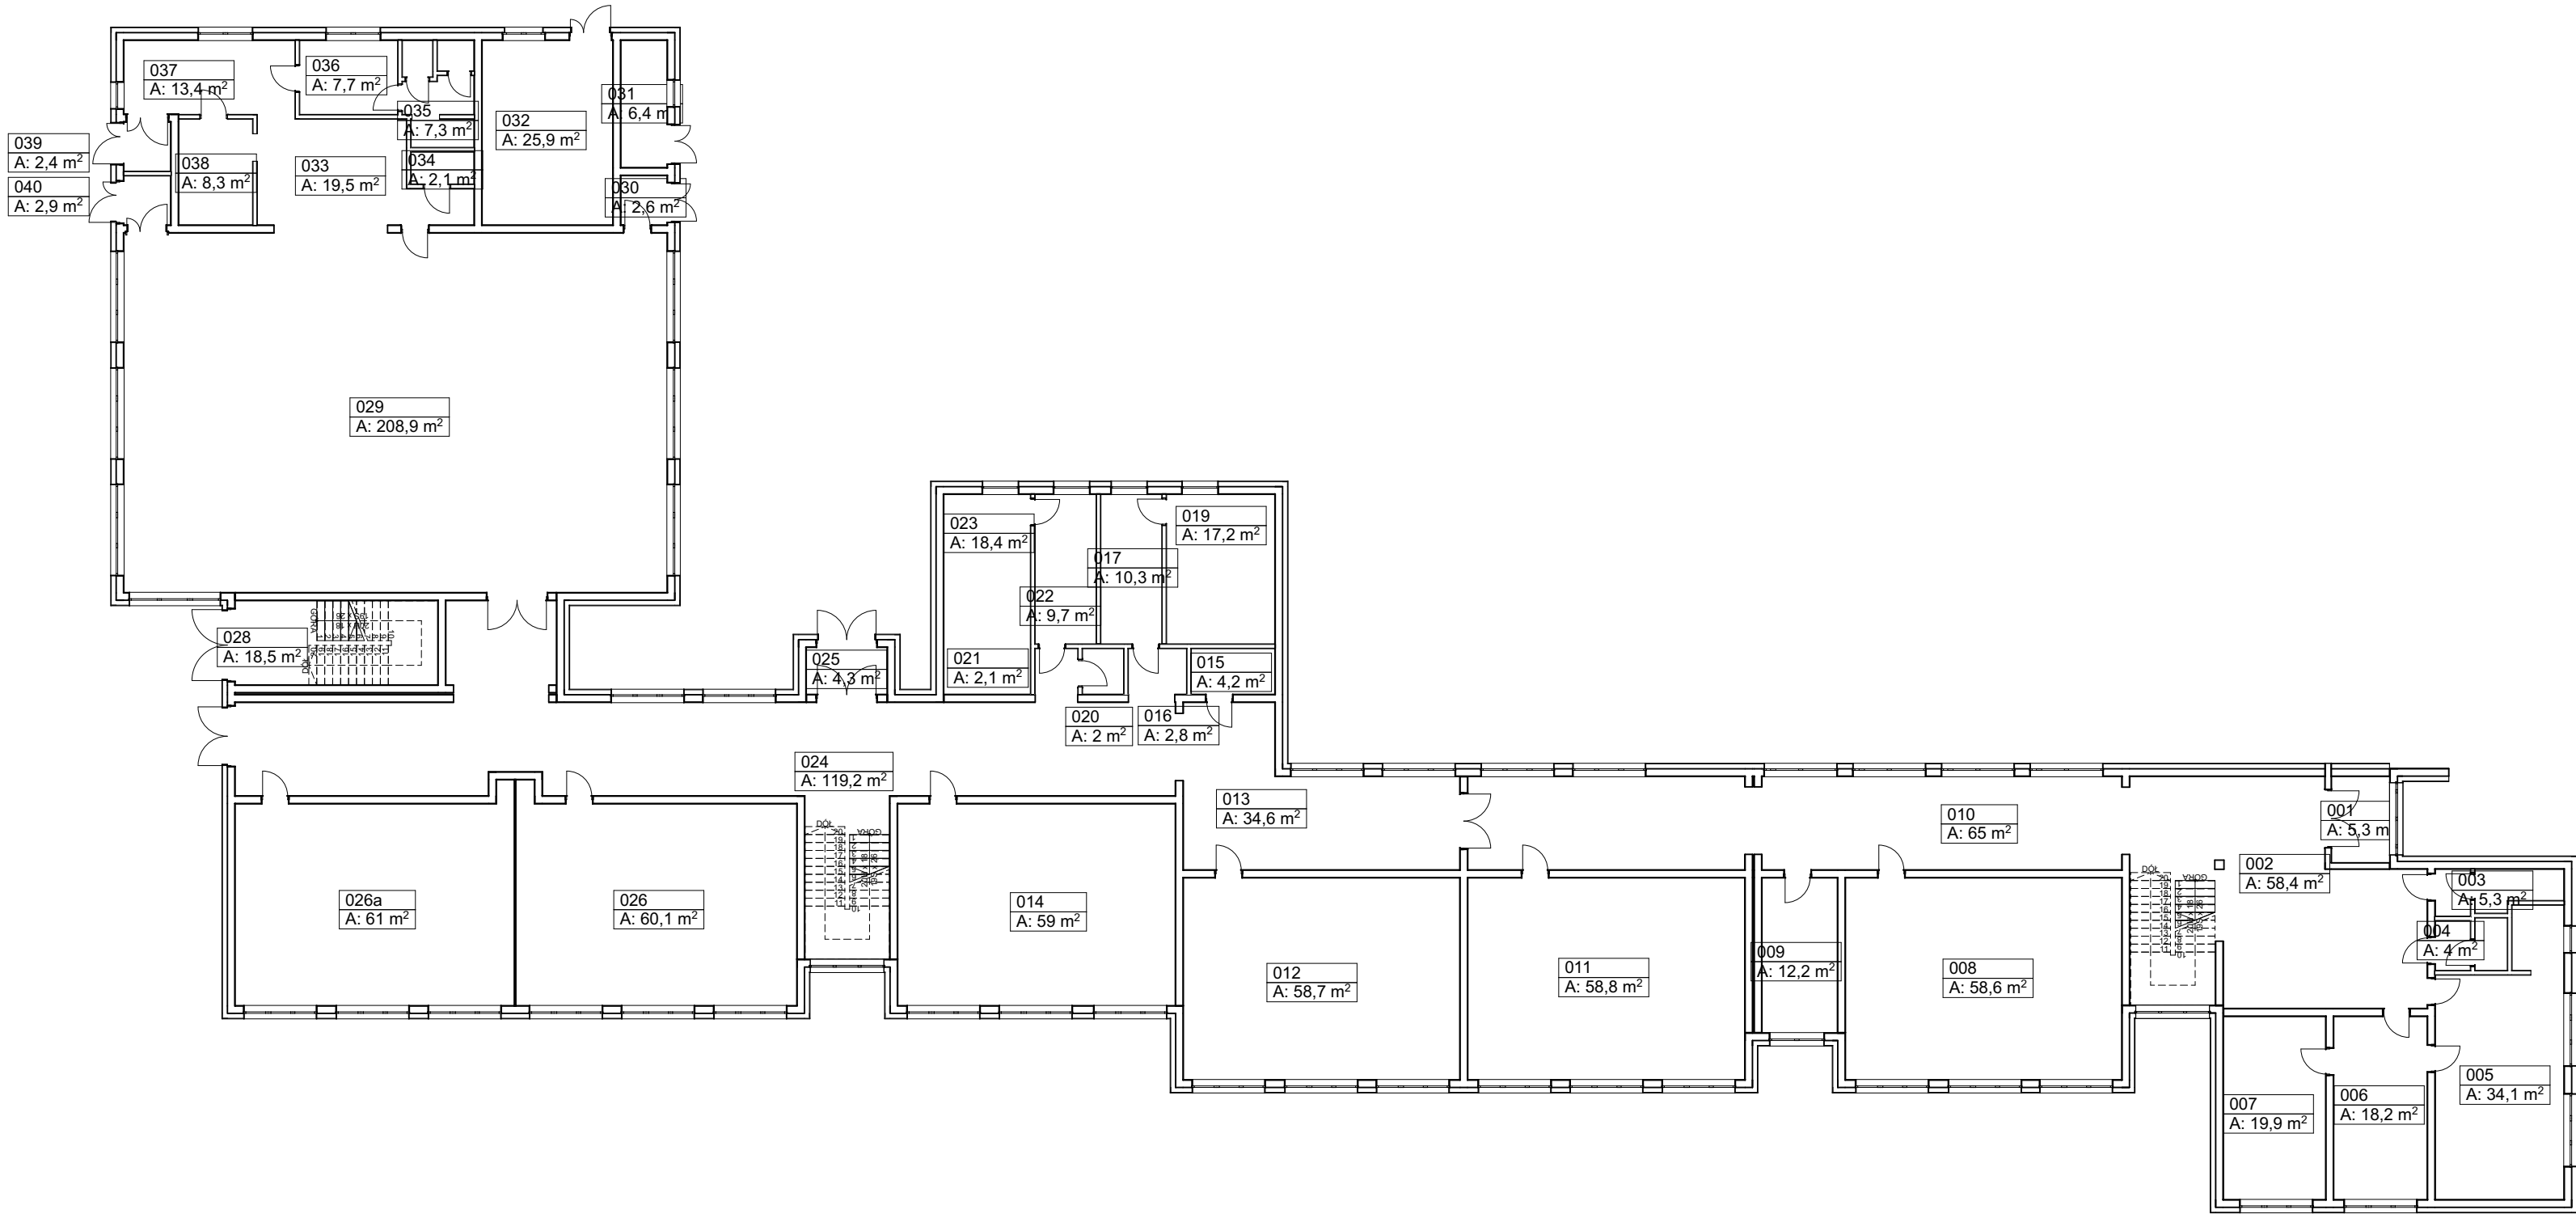 037
A: 13,4 m²
036
A: 7,7 m²
035
A: 7,3 m²
032
A: 25,9 m²
031
A: 6,4 m
039
A: 2,4 m²
040
A: 2,9 m²
038
A: 8,3 m²
033
A: 19,5 m²
034
A: 2,1 m²
030
A: 2,6 m²
029
A: 208,9 m²
028
A: 18,5 m²
GÓRA
DÓŁ
023
A: 18,4 m²
022
A: 9,7 m²
017
A: 10,3 m²
019
A: 17,2 m²
021
A: 2,1 m²
025
A: 4,3 m²
015
A: 4,2 m²
020
A: 2 m²
016
A: 2,8 m²
024
A: 119,2 m²
013
A: 34,6 m²
010
A: 65 m²
001
A: 5,3 m
002
A: 58,4 m²
003
A: 5,3 m²
004
A: 4 m²
DÓŁ
GÓRA
DÓŁ
GÓRA
026a
A: 61 m²
026
A: 60,1 m²
014
A: 59 m²
012
A: 58,7 m²
011
A: 58,8 m²
009
A: 12,2 m²
008
A: 58,6 m²
007
A: 19,9 m²
006
A: 18,2 m²
005
A: 34,1 m²